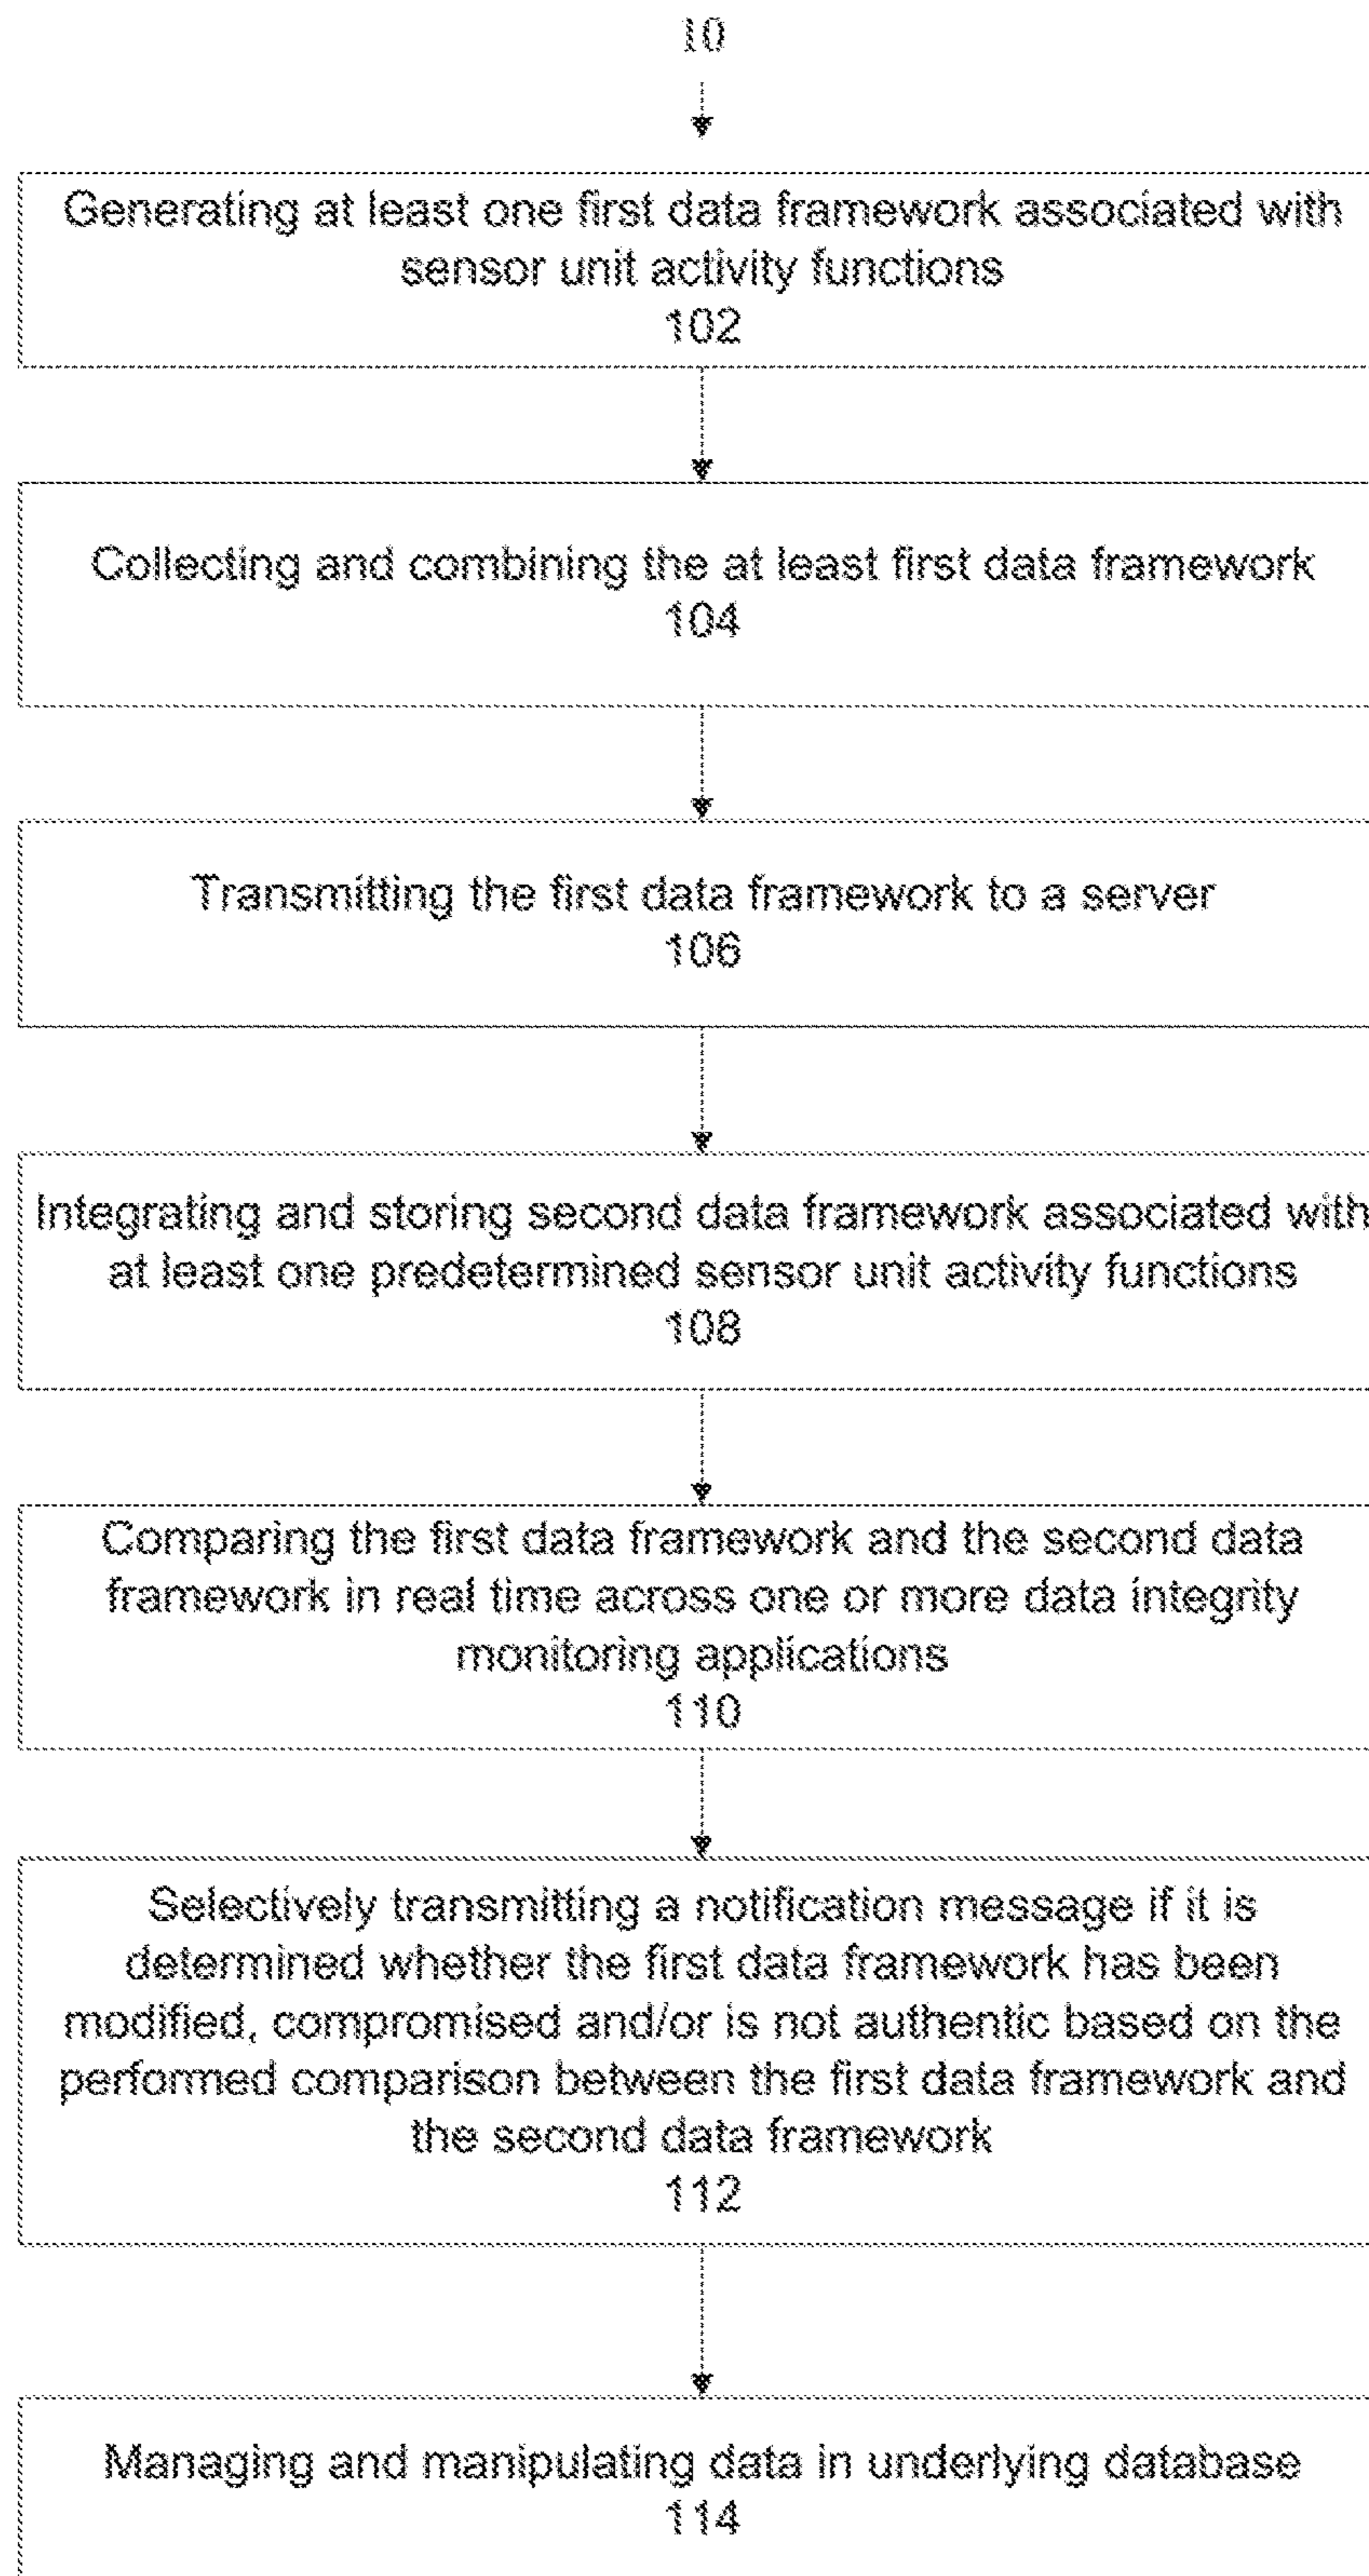 10
Generating at least one first data framework associated with
sensor unit activity functions
102
Collecting and combining the at least first data framework
104
Transmitting the first data framework to a server
106
Integrating and storing second data framework associated with
at least one predetermined sensor unit activity functions
108
Comparing the first data framework and the second data
framework in real time across one or more data integrity
monitoring applications
110
Selectively transmitting a notification message if it is
determined whether the first data framework has been
modified, compromised and/or is not authentic based on the
performed comparison between the first data framework and
the second data framework
112
Managing and manipulating data in underlying database
114